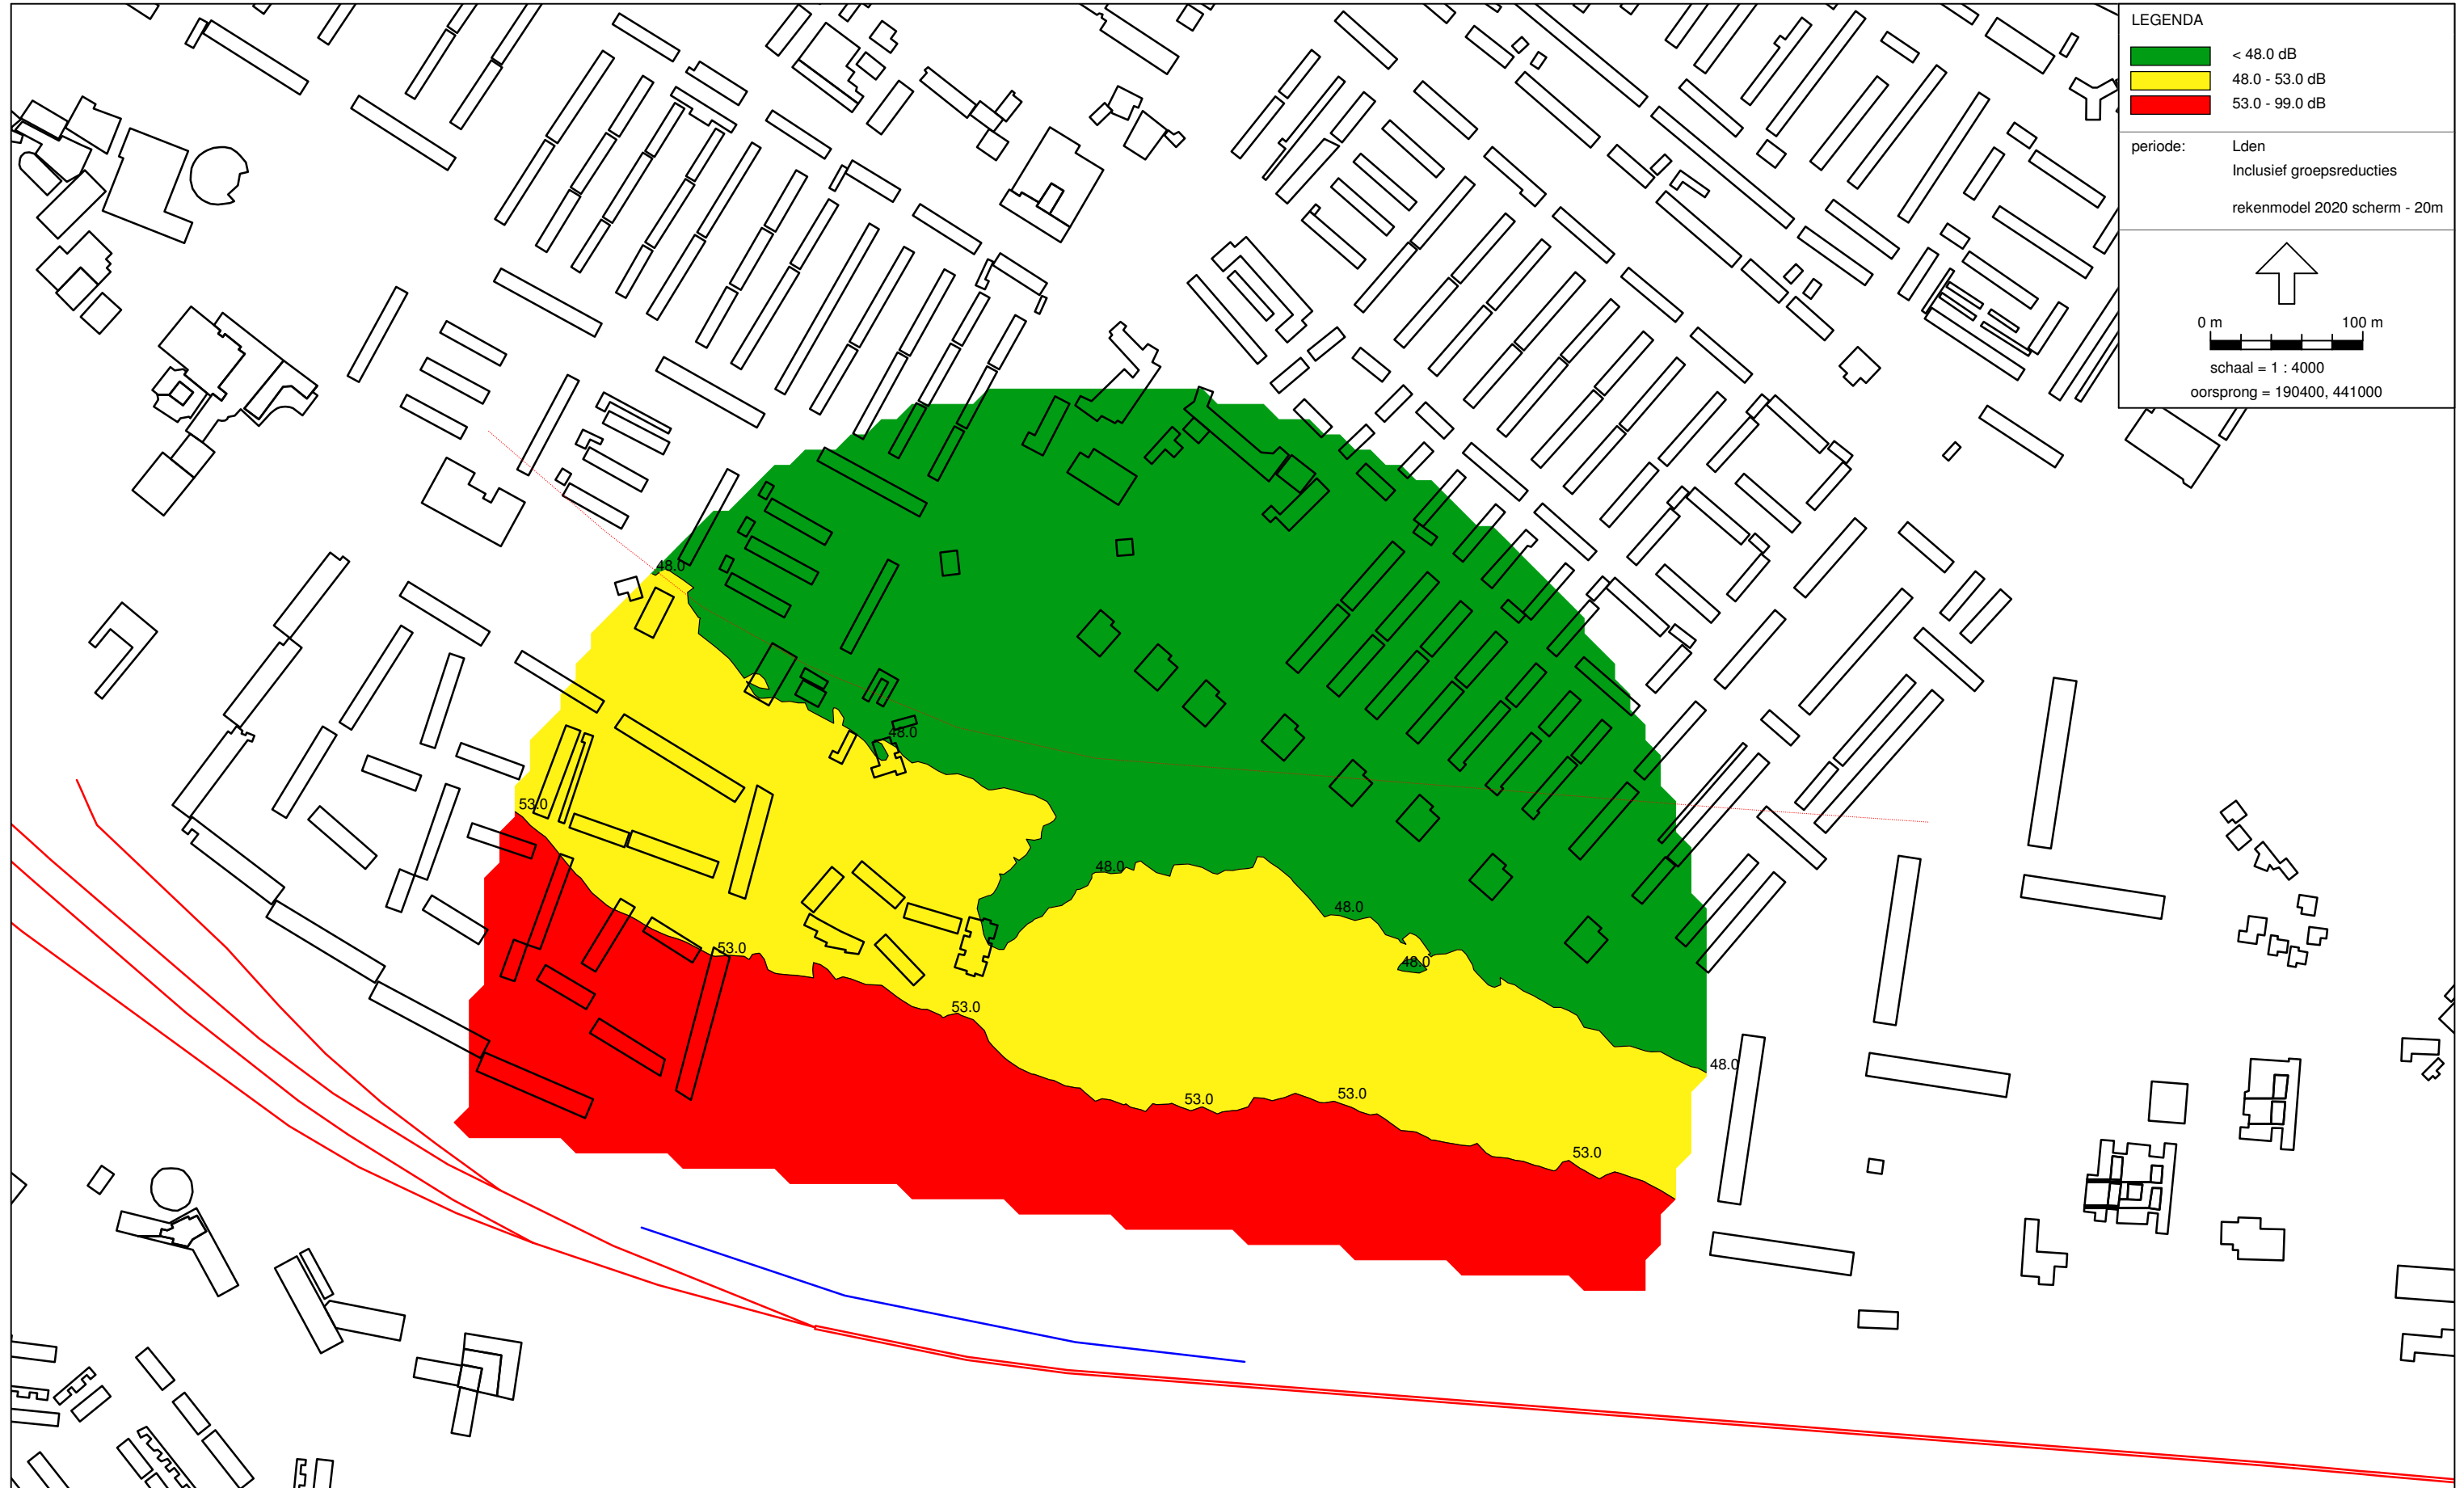 LEGENDA
< 48.0 dB
48.0 - 53.0 dB
53.0 - 99.0 dB
periode: Lden
Inclusief groepsreducties
rekenmodel 2020 scherm - 20m
0 m 100 m
schaal = 1 : 4000
oorsprong = 190400, 441000
48.0
48.0
53.0
48.0
48.0
53.0
48.0
53.0
48.0
53.0
53.0
53.0